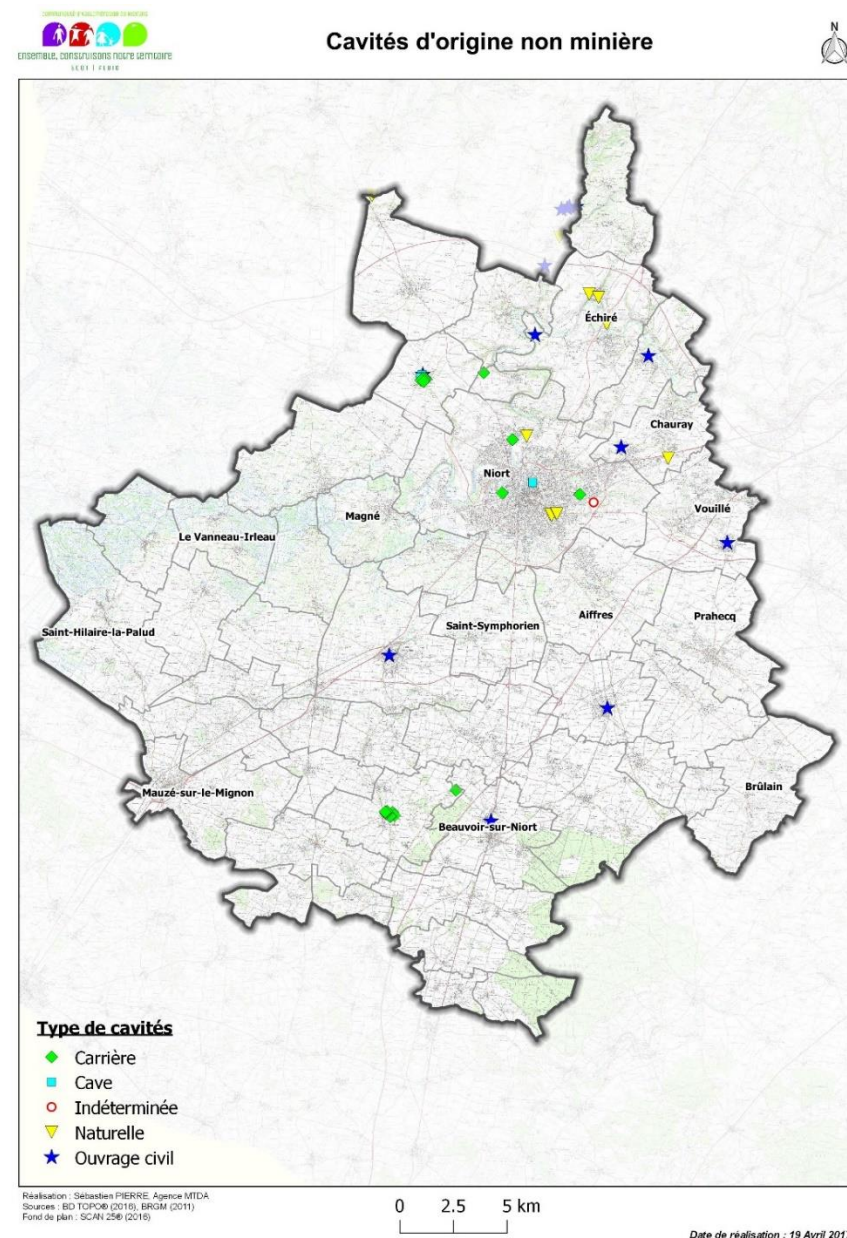 Cavités d'origine non minière
N
ensemble, construisons notre territoire
SCOT | PLUID
Échiré
Chauray
Niort
Vouillé
Magné
Le Vanneau-Irleau
Aiffres
Prahecq
Saint-Symphorien
Saint-Hilaire-la-Palud
Mauzé-sur-le-Mignon
Brûlain
Beauvoir-sur-Niort
Type de cavités
Carrière
Cave
Indéterminée
Naturelle
Ouvrage civil
Réalisation : Sébastien PIERRE, Agence MTDA
Sources : BD TOPO® (2016), BRGM (2011)
Fond de plan : SCAN 25® (2016)
0 2.5 5 km
Date de réalisation : 19 Avril 2017